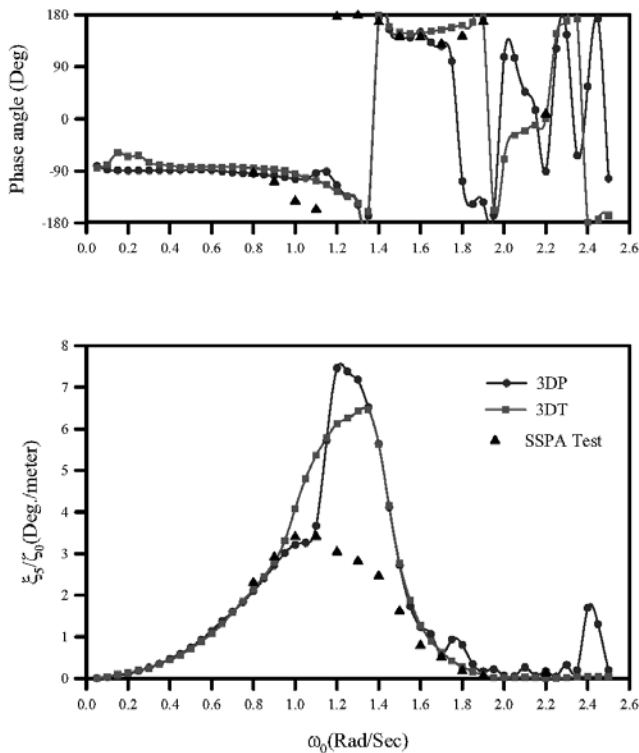 180
90
0
-90
-180
Phase angle (Deg)
0.0 0.2 0.4 0.6 0.8 1.0 1.2 1.4 1.6 1.8 2.0 2.2 2.4 2.6
8
7
6
5
4
3
2
1
0
ξ₅/ζ₀(Deg./meter)
3DP
3DT
SSPA Test
0.0 0.2 0.4 0.6 0.8 1.0 1.2 1.4 1.6 1.8 2.0 2.2 2.4 2.6
ω₀(Rad/Sec)